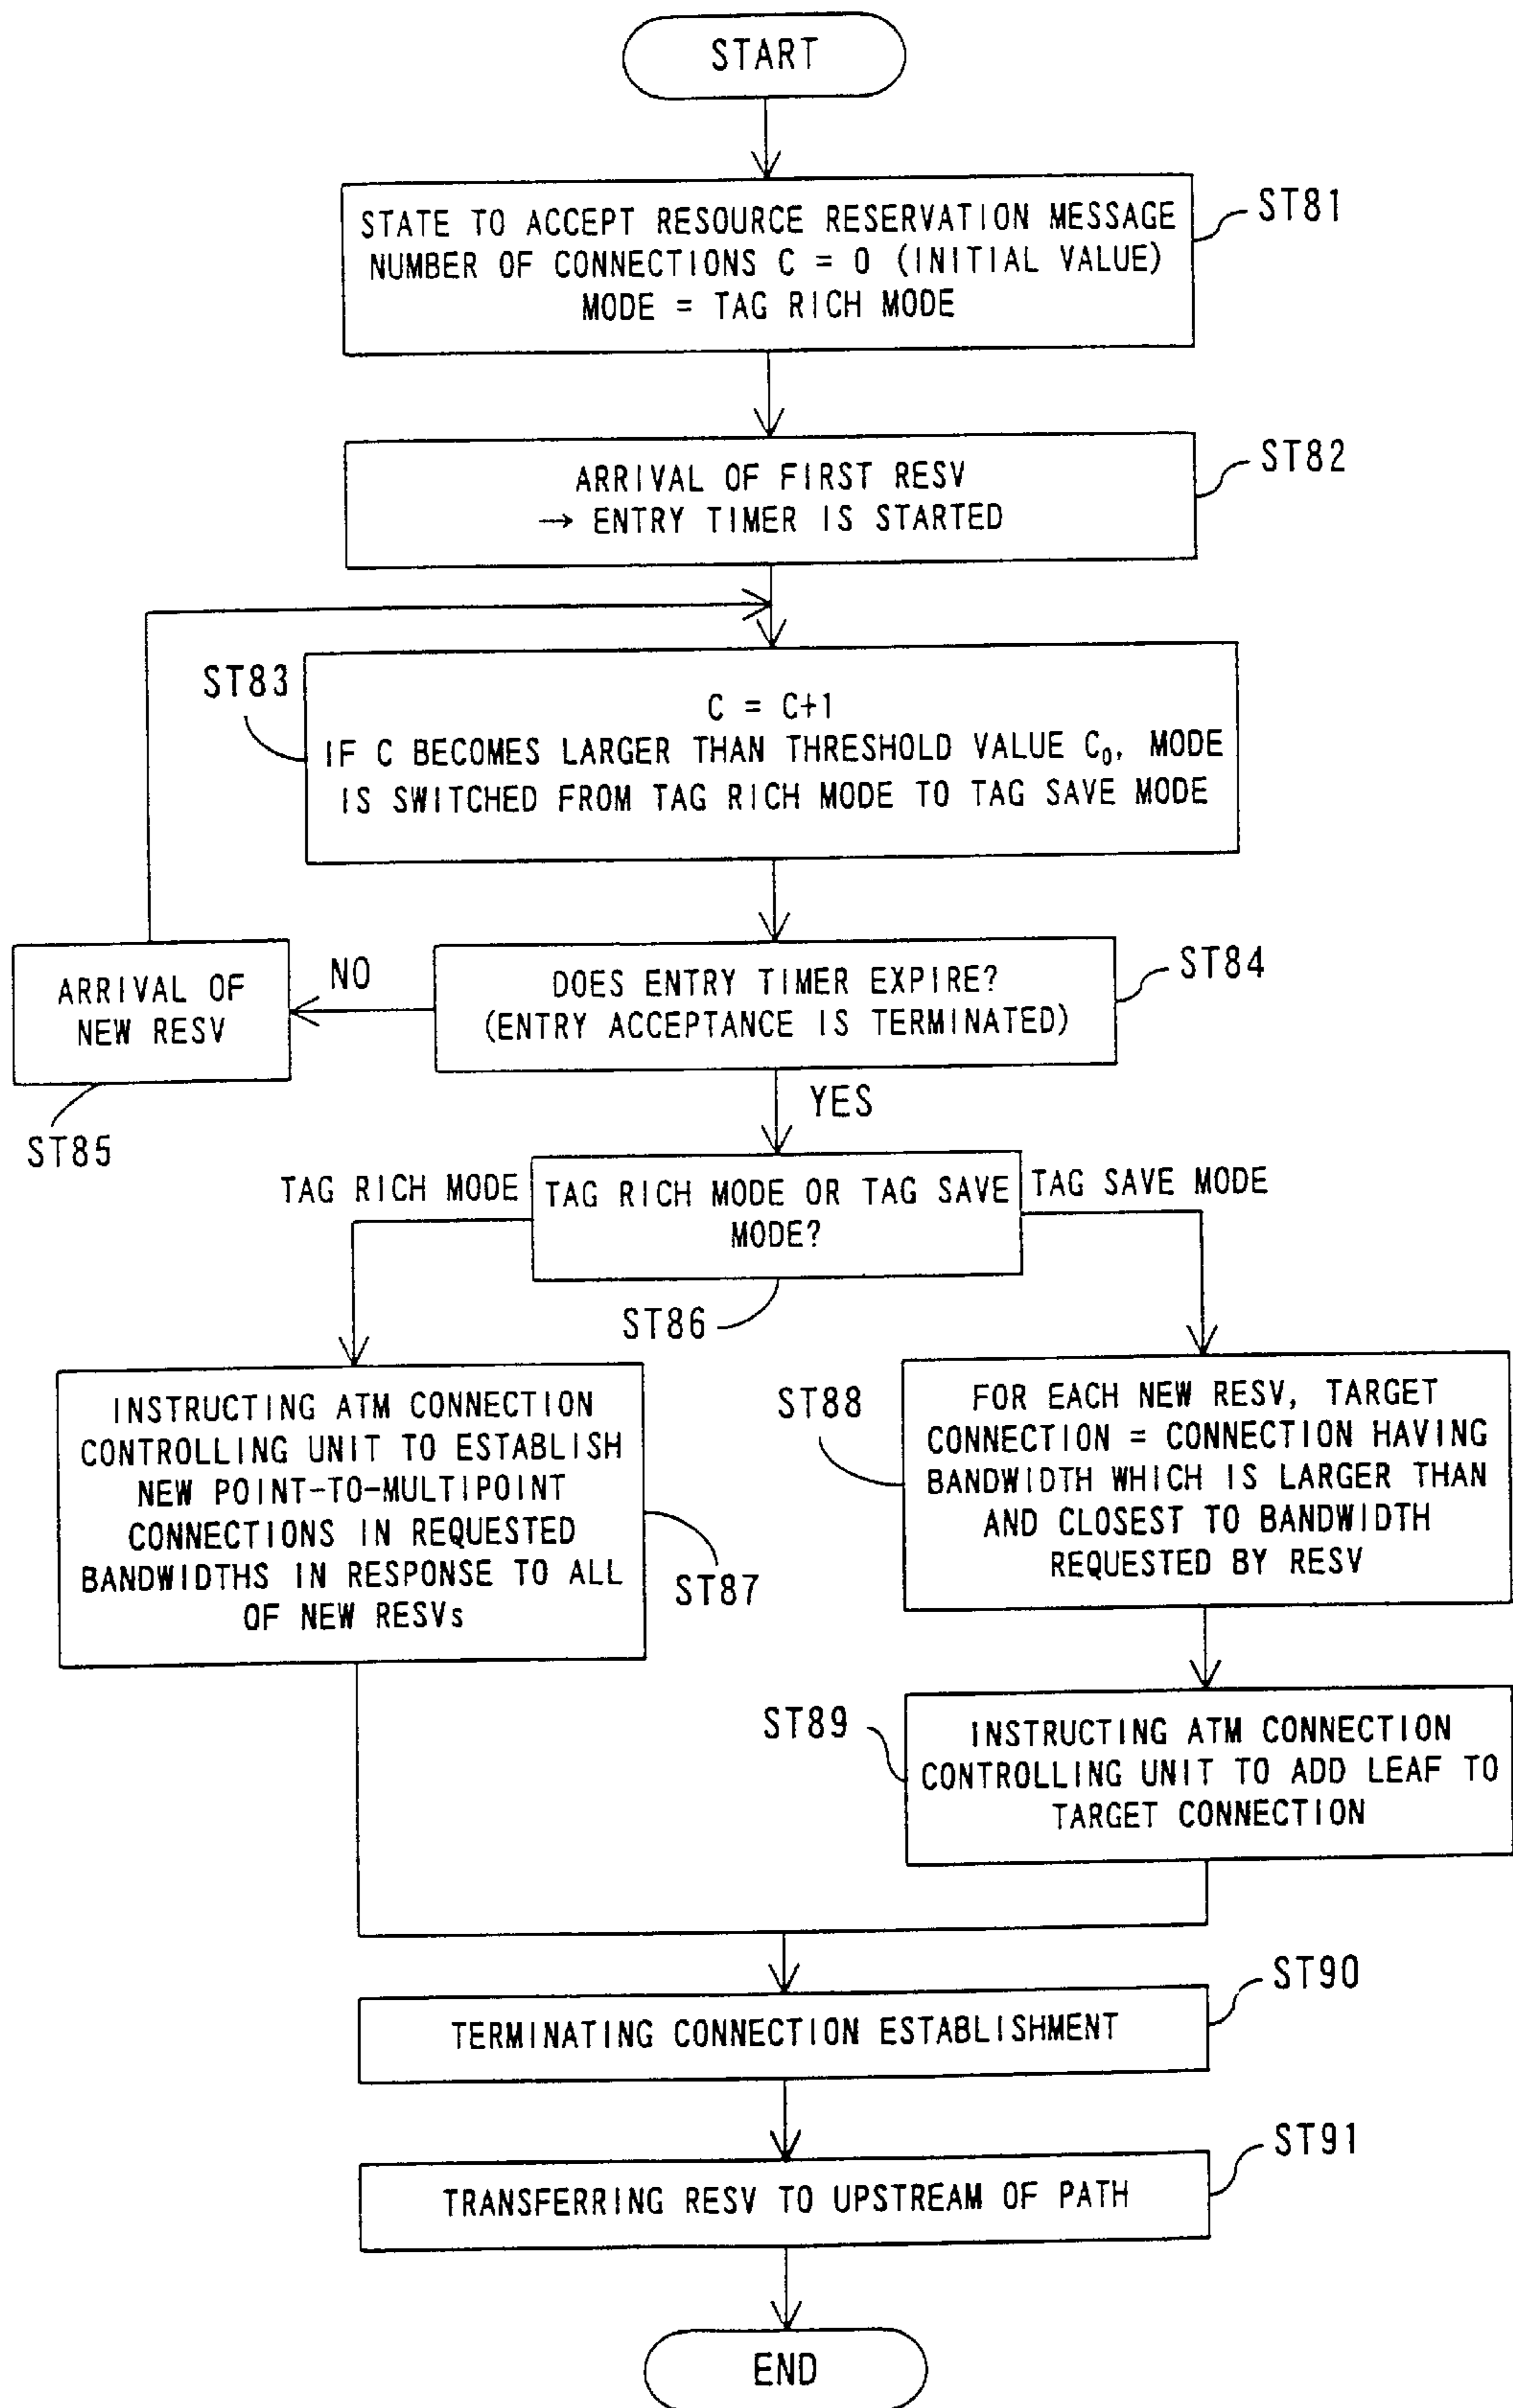 START
STATE TO ACCEPT RESOURCE RESERVATION MESSAGE
NUMBER OF CONNECTIONS C = 0 (INITIAL VALUE)
MODE = TAG RICH MODE
ST81
ARRIVAL OF FIRST RESV
→ ENTRY TIMER IS STARTED
ST82
ST83
C = C+1
IF C BECOMES LARGER THAN THRESHOLD VALUE C₀, MODE
IS SWITCHED FROM TAG RICH MODE TO TAG SAVE MODE
ARRIVAL OF
NEW RESV
NO
DOES ENTRY TIMER EXPIRE?
(ENTRY ACCEPTANCE IS TERMINATED)
ST84
ST85
YES
TAG RICH MODE
TAG RICH MODE OR TAG SAVE
MODE?
TAG SAVE MODE
ST86
INSTRUCTING ATM CONNECTION
CONTROLLING UNIT TO ESTABLISH
NEW POINT-TO-MULTIPOINT
CONNECTIONS IN REQUESTED
BANDWIDTHS IN RESPONSE TO ALL
OF NEW RESVs
ST87
ST88
FOR EACH NEW RESV, TARGET
CONNECTION = CONNECTION HAVING
BANDWIDTH WHICH IS LARGER THAN
AND CLOSEST TO BANDWIDTH
REQUESTED BY RESV
ST89
INSTRUCTING ATM CONNECTION
CONTROLLING UNIT TO ADD LEAF TO
TARGET CONNECTION
TERMINATING CONNECTION ESTABLISHMENT
ST90
TRANSFERRING RESV TO UPSTREAM OF PATH
ST91
END